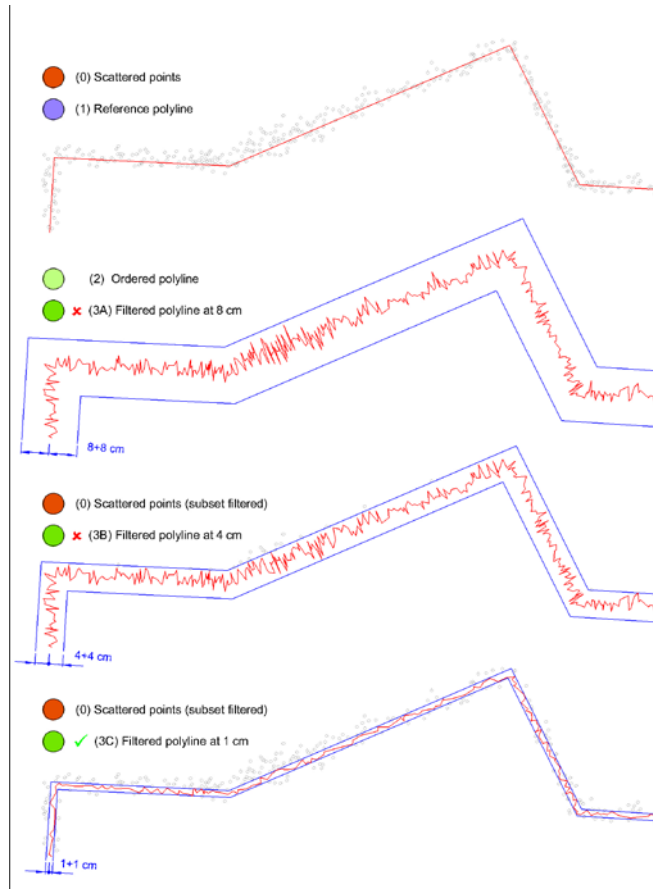 (0) Scattered points
(1) Reference polyline
(2) Ordered polyline
(3A) Filtered polyline at 8 cm
8+8 cm
(0) Scattered points (subset filtered)
(3B) Filtered polyline at 4 cm
4+4 cm
(0) Scattered points (subset filtered)
(3C) Filtered polyline at 1 cm
1+1 cm